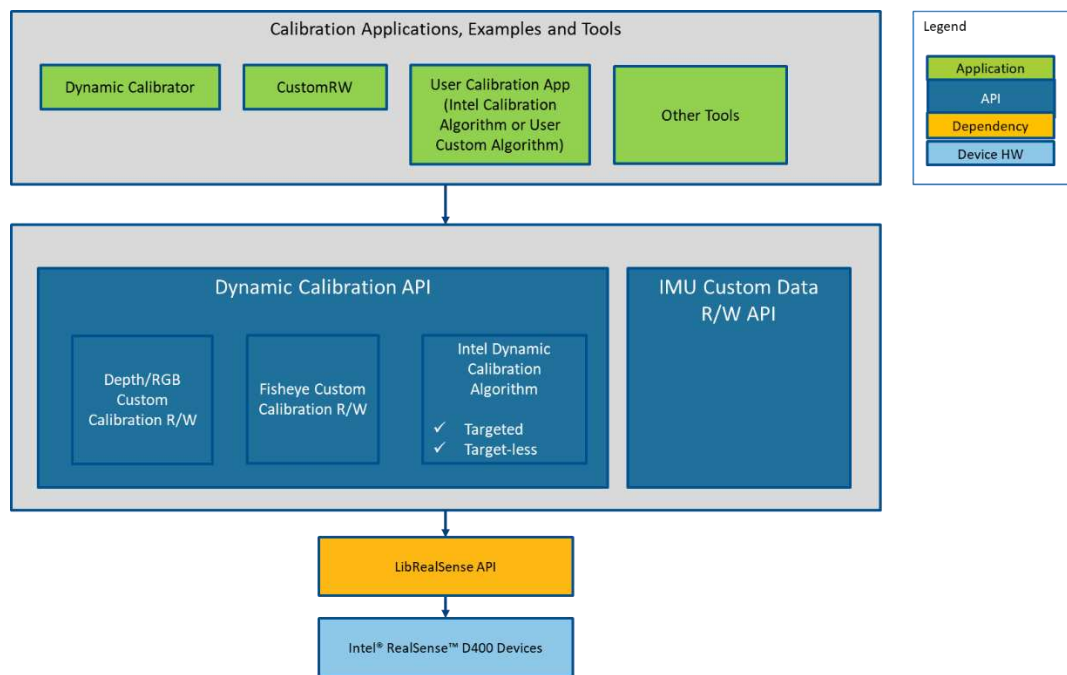 Calibration Applications, Examples and Tools
Dynamic Calibrator
CustomRW
User Calibration App
(Intel Calibration
Algorithm or User
Custom Algorithm)
Other Tools
Legend
Application
API
Dependency
Device HW
Dynamic Calibration API
Depth/RGB
Custom
Calibration R/W
Fisheye Custom
Calibration R/W
Intel Dynamic
Calibration
Algorithm
✓ Targeted
✓ Target-less
IMU Custom Data
R/W API
LibRealSense API
Intel® RealSense™ D400 Devices